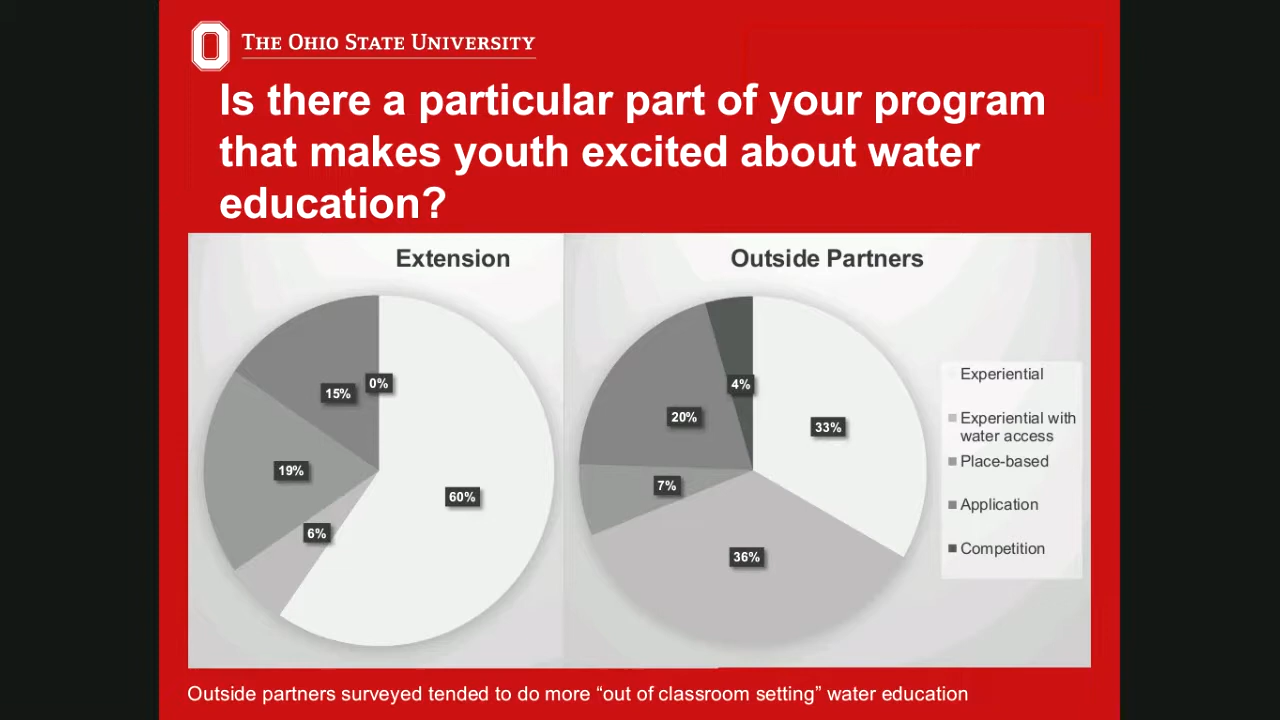 THE OHIO STATE UNIVERSITY
Is there a particular part of your program
that makes youth excited about water
education?
Extension
0%
15%
19%
60%
6%
Outside Partners
4%
20%
33%
7%
36%
Experiential
Experiential with
water access
Place-based
Application
Competition
Outside partners surveyed tended to do more “out of classroom setting” water education